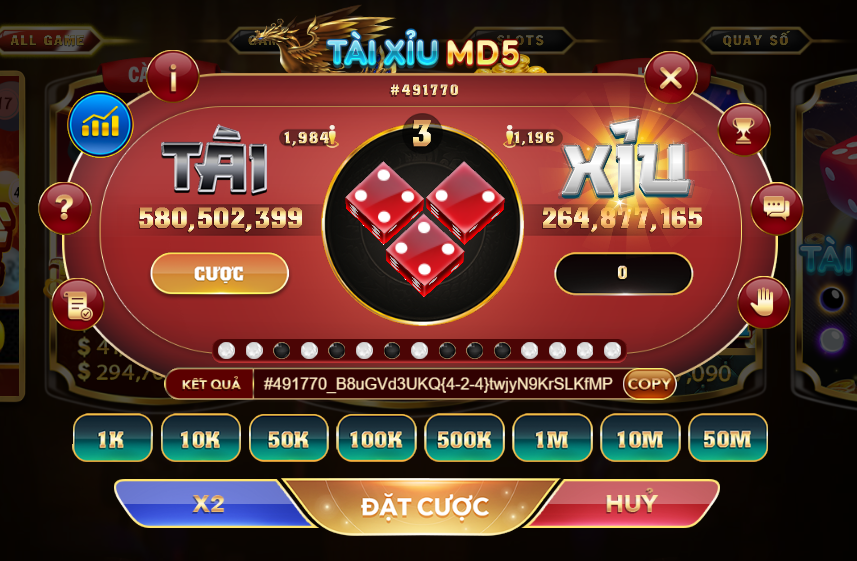 ALL GAME
SLOTS
QUAY SỐ
TÀI XỈU MD5
#491770
1,984
3
1,196
TÀI
XỈU
580,502,399
264,877,165
TÀI
CƯỢC
0
KẾT QUẢ
#491770_B8uGVd3UKQ{4-2-4}twjyN9KrSLKfMP
COPY
1K
10K
50K
100K
500K
1M
10M
50M
X2
ĐẶT CƯỢC
HUỶ